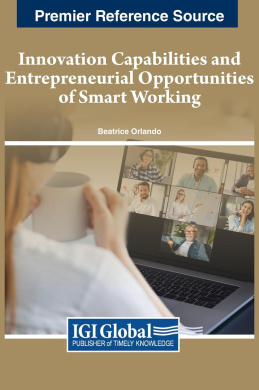 Premier Reference Source
Innovation Capabilities and
Entrepreneurial Opportunities
of Smart Working
Beatrice Orlando
IGI Global
PUBLISHER of TIMELY KNOWLEDGE